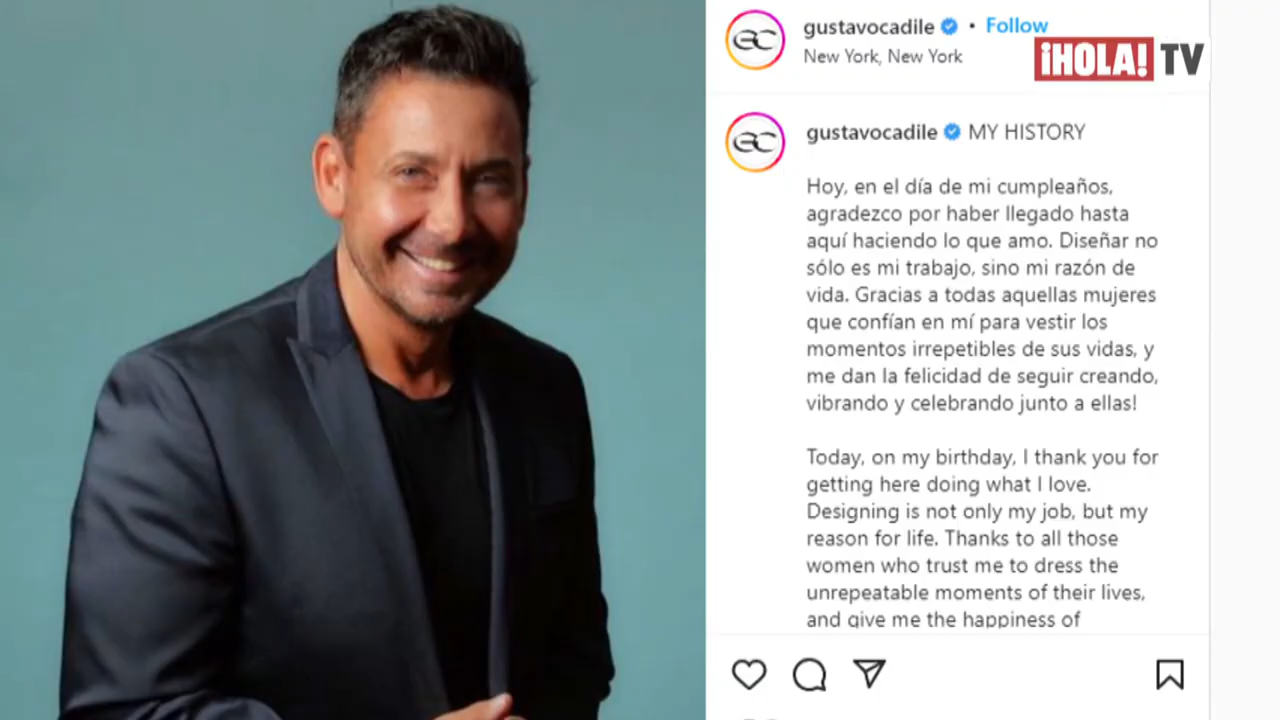 gustavocadile • Follow
New York, New York
¡HOLA! TV
GC
gustavocadile MY HISTORY
GC
Hoy, en el día de mi cumpleaños,
agradezco por haber llegado hasta
aquí haciendo lo que amo. Diseñar no
sólo es mi trabajo, sino mi razón de
vida. Gracias a todas aquellas mujeres
que confían en mí para vestir los
momentos irrepetibles de sus vidas, y
me dan la felicidad de seguir creando,
vibrando y celebrando junto a ellas!
Today, on my birthday, I thank you for
getting here doing what I love.
Designing is not only my job, but my
reason for life. Thanks to all those
women who trust me to dress the
unrepeatable moments of their lives,
and give me the happiness of